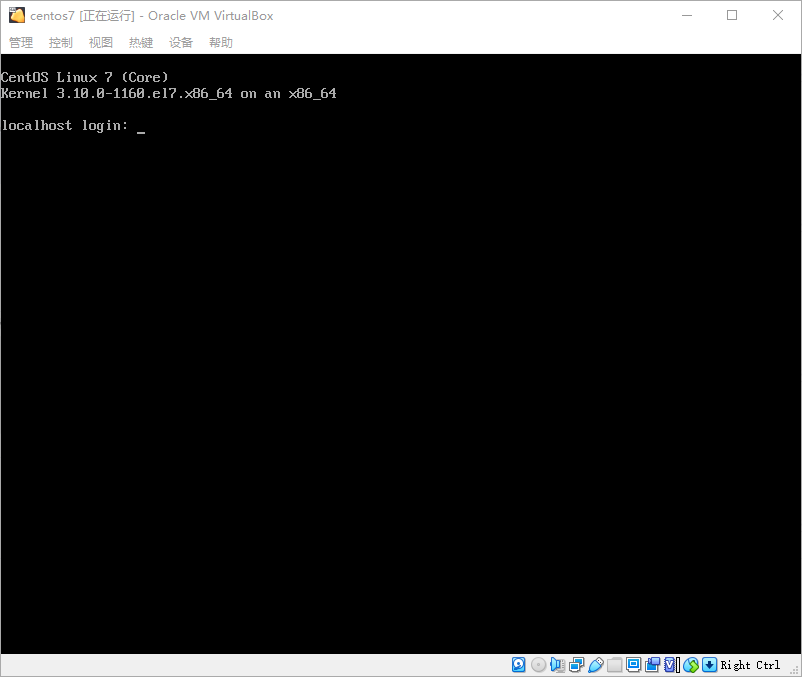 centos7 [正在运行] - Oracle VM VirtualBox
管理 控制 视图 热键 设备 帮助
CentOS Linux 7 (Core)
Kernel 3.10.0-1160.el7.x86_64 on an x86_64
localhost login: _
Right Ctrl